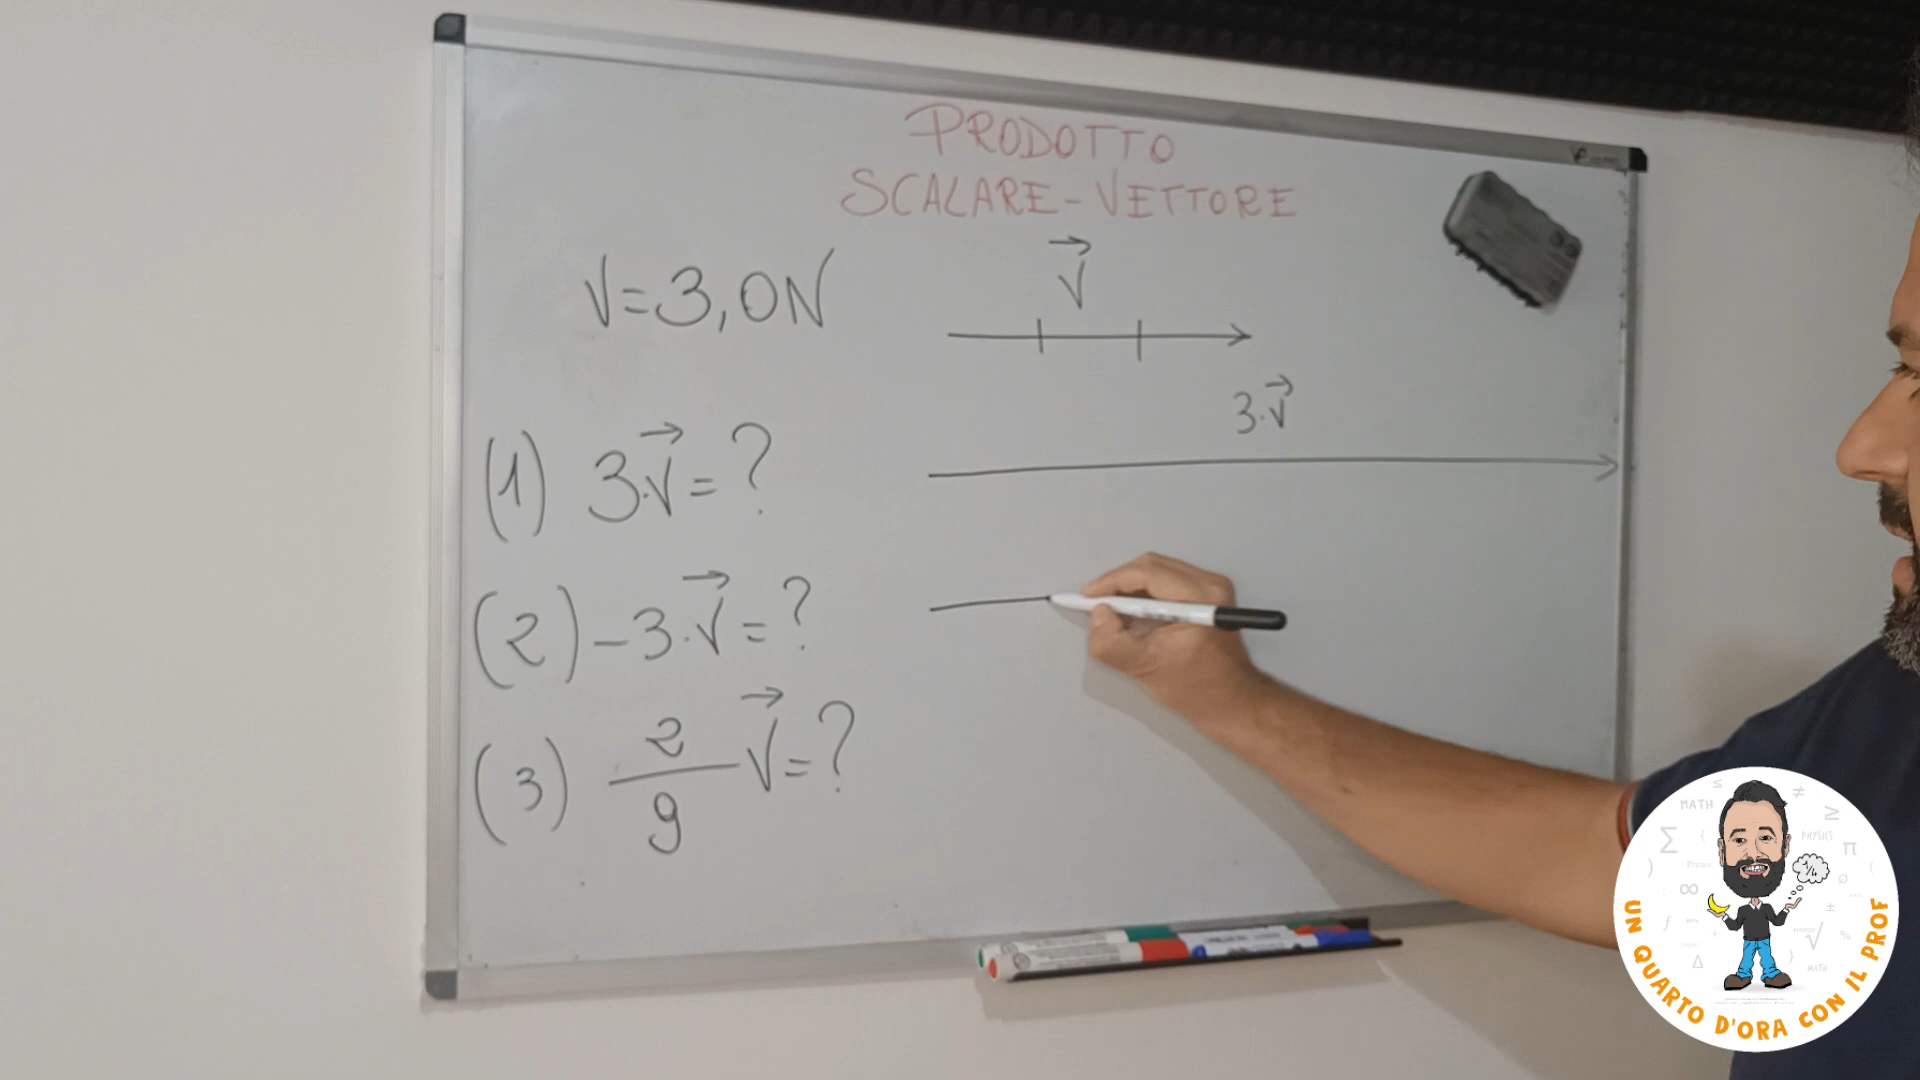 PRODOTTO
SCALARE-VETTORE
V=3,0N
V⃗
3·V⃗
(1) 3·V⃗=?
(2) -3·V⃗=?
(3) 2/9 V⃗=?
MATH
PHYSICS
MATH
UN QUARTO D'ORA CON IL PROF